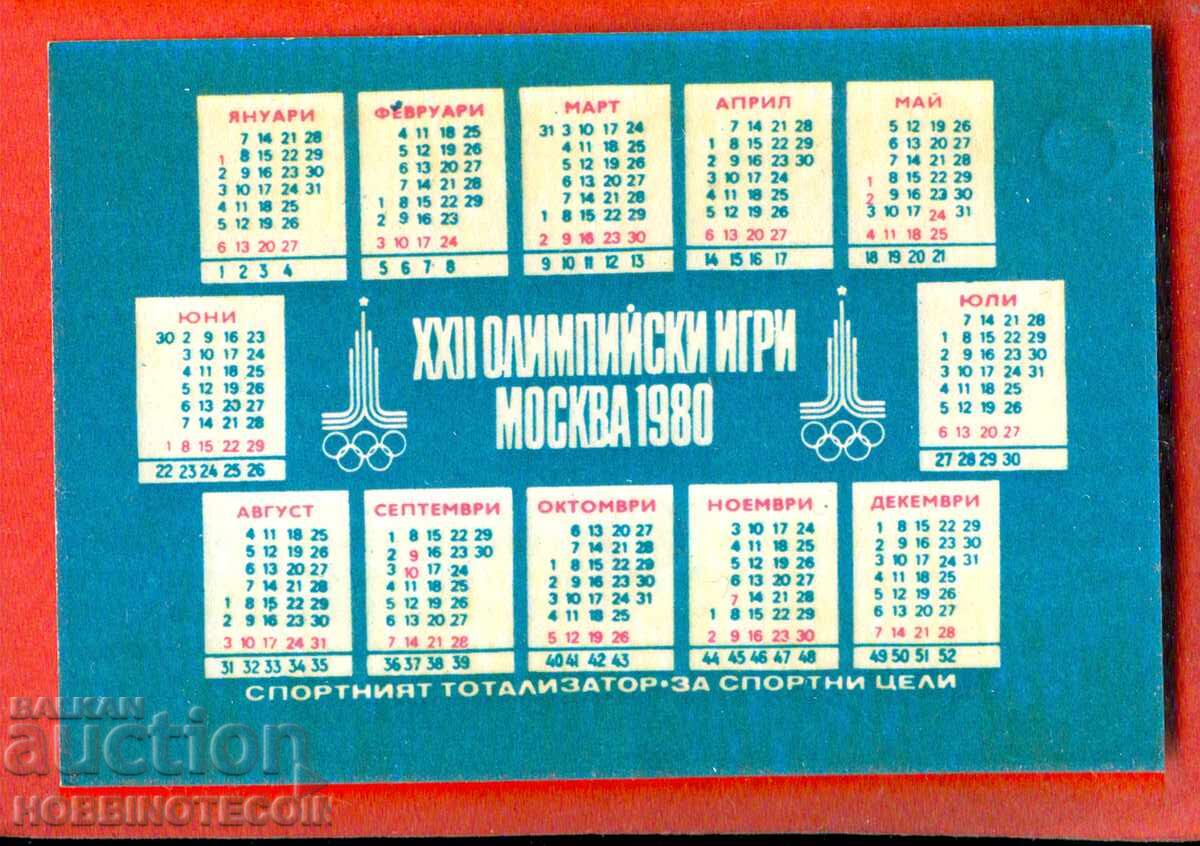 ЯНУАРИ
7 14 21 28
1 8 15 22 29
2 9 16 23 30
3 10 17 24 31
4 11 18 25
5 12 19 26
6 13 20 27
1 2 3 4
ФЕВРУАРИ
4 11 18 25
5 12 19 26
6 13 20 27
7 14 21 28
1 8 15 22 29
2 9 16 23
3 10 17 24
5 6 7 8
МАРТ
31 3 10 17 24
4 11 18 25
5 12 19 26
6 13 20 27
7 14 21 28
1 8 15 22 29
2 9 16 23 30
9 10 11 12 13
АПРИЛ
7 14 21 28
1 8 15 22 29
2 9 16 23 30
3 10 17 24
4 11 18 25
5 12 19 26
6 13 20 27
14 15 16 17
МАЙ
5 12 19 26
6 13 20 27
7 14 21 28
1 8 15 22 29
2 9 16 23 30
3 10 17 24 31
4 11 18 25
18 19 20 21
ЮНИ
30 2 9 16 23
3 10 17 24
4 11 18 25
5 12 19 26
6 13 20 27
7 14 21 28
1 8 15 22 29
22 23 24 25 26
XXII ОЛИМПИЙСКИ ИГРИ
МОСКВА 1980
ЮЛИ
7 14 21 28
1 8 15 22 29
2 9 16 23 30
3 10 17 24 31
4 11 18 25
5 12 19 26
6 13 20 27
27 28 29 30
АВГУСТ
4 11 18 25
5 12 19 26
6 13 20 27
7 14 21 28
1 8 15 22 29
2 9 16 23 30
3 10 17 24 31
31 32 33 34 35
СЕПТЕМВРИ
1 8 15 22 29
2 9 16 23 30
3 10 17 24
4 11 18 25
5 12 19 26
6 13 20 27
7 14 21 28
36 37 38 39
ОКТОМВРИ
6 13 20 27
7 14 21 28
1 8 15 22 29
2 9 16 23 30
3 10 17 24 31
4 11 18 25
5 12 19 26
40 41 42 43
НОЕМВРИ
3 10 17 24
4 11 18 25
5 12 19 26
6 13 20 27
7 14 21 28
1 8 15 22 29
2 9 16 23 30
44 45 46 47 48
ДЕКЕМВРИ
1 8 15 22 29
2 9 16 23 30
3 10 17 24 31
4 11 18 25
5 12 19 26
6 13 20 27
7 14 21 28
49 50 51 52
СПОРТНИЯТ ТОТАЛИЗАТОР•ЗА СПОРТНИ ЦЕЛИ
BALKAN
auction
HOBBINOTECOIN